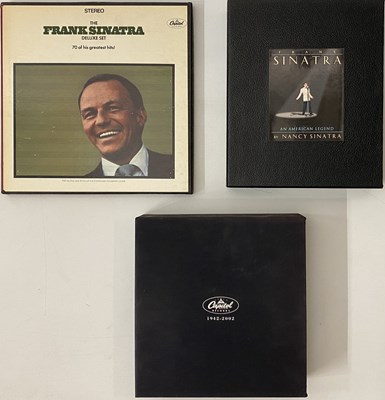 STEREO
Capitol
THE
FRANK SINATRA
DELUXE SET
70 of his greatest hits!
FRANK
SINATRA
AN AMERICAN LEGEND
BY NANCY SINATRA
Capitol
RECORDS
1942-2002